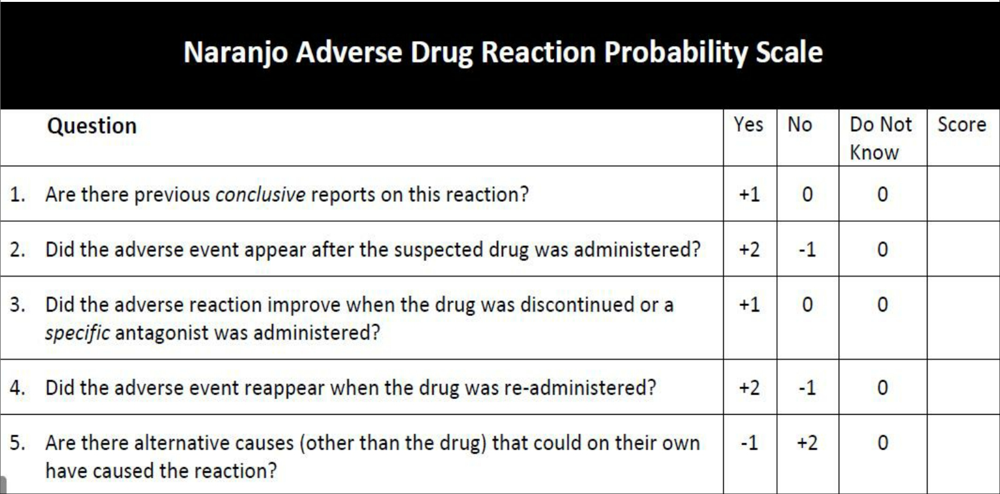 Naranjo Adverse Drug Reaction Probability Scale
Question Yes No Do Not Know Score
1. Are there previous conclusive reports on this reaction? +1 0 0
2. Did the adverse event appear after the suspected drug was administered? +2 -1 0
3. Did the adverse reaction improve when the drug was discontinued or a +1 0 0
specific antagonist was administered?
4. Did the adverse event reappear when the drug was re-administered? +2 -1 0
5. Are there alternative causes (other than the drug) that could on their own -1 +2 0
have caused the reaction?